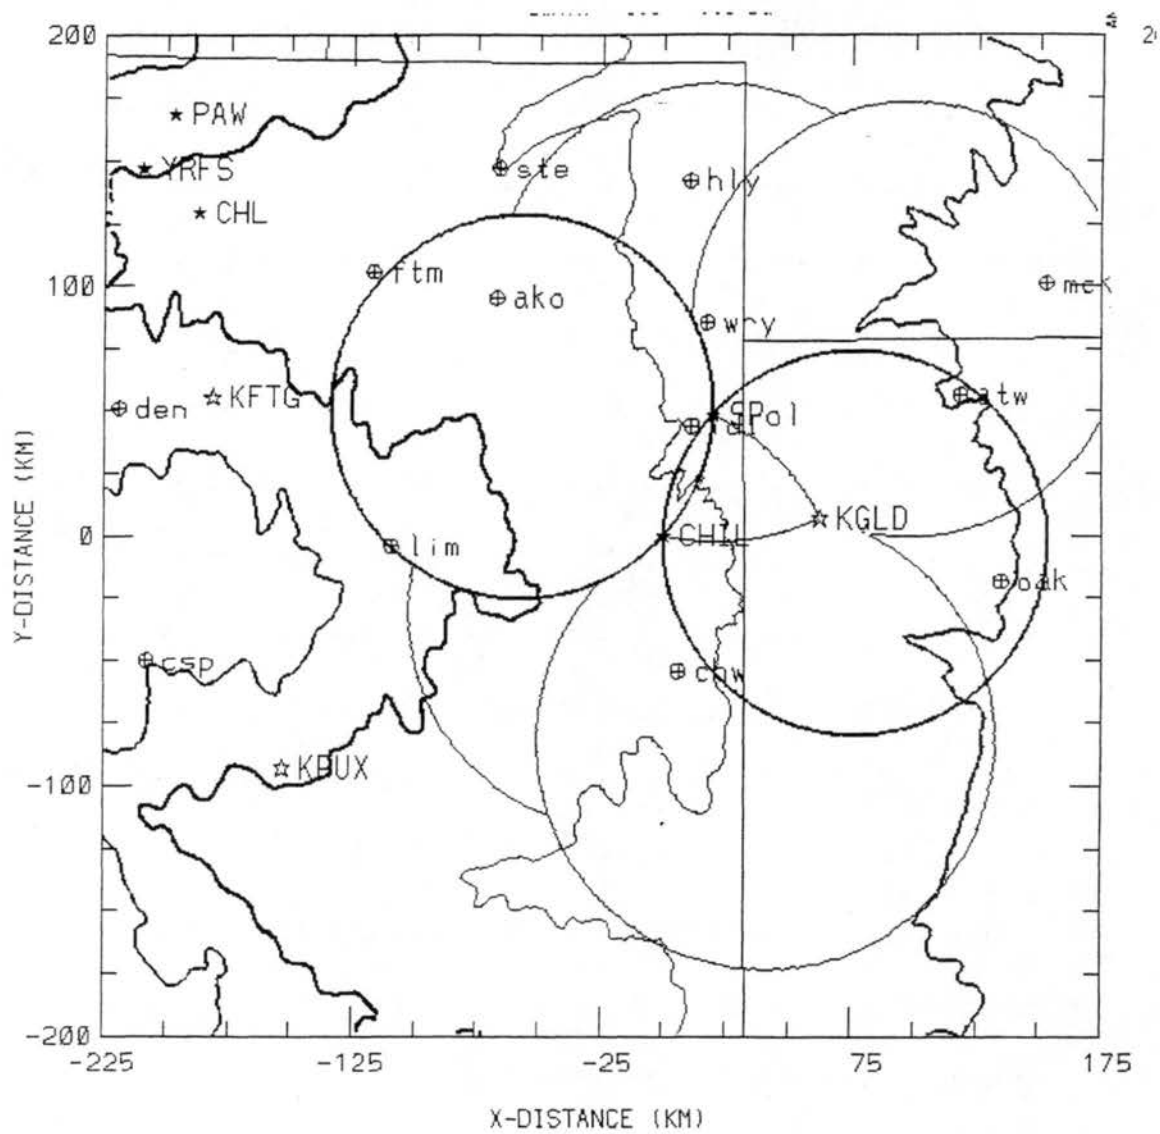 200
PAW
YRFS
ste
hly
CHL
ftm
100
ako
mck
wry
KFTG
den
atw
SPol
KGLD
0
CHIL
lim
oak
csp
chw
KPUX
-100
-200
-225
-125
-25
75
175
X-DISTANCE (KM)
Y-DISTANCE (KM)